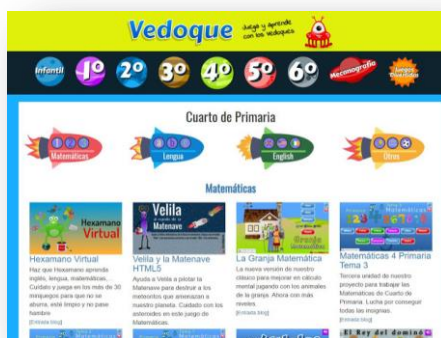 Vedoque
Juega y aprende
con los vedoques
Infantil 1º 2º 3º 4º 5º 6º Mecanografía Juegos Divertidos
Cuarto de Primaria
Matemáticas Lengua English Otros
Matemáticas
Hexamano
Virtual
Velila
Matenave
Hexamano Virtual
Haz que Hexamano aprenda
inglés, lengua, matemáticas...
Cuídalo y juega en los más de 30
minijuegos para que no se
aburra, esté limpio y no pase
hambre
[Entrada blog]
Velila y la Matenave
HTML5
Ayuda a Velila a pilotar la
Matenave para destruir a los
meteoritos que amenazan a
nuestro planeta. Cuidado con los
asteroides en este juego de
Matemáticas.
La Granja Matemática
La nueva versión de nuestro
clásico para mejorar en cálculo
mental jugando con los animales
de la granja. Ahora con más
niveles
[Entrada blog]
Matemáticas 4 Primaria
Tema 3
Tercera unidad de nuestro
proyecto para trabajar las
Matemáticas de Cuarto de
Primaria. Lucha por conseguir
todas las insignias.
[Entrada blog]
El Rey del dominó